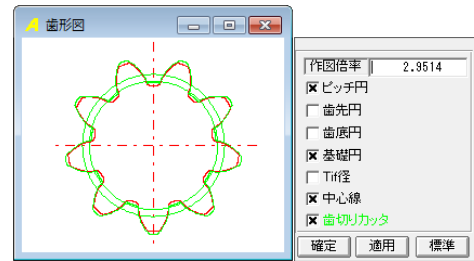 歯形図
作図倍率 2.9514
ピッチ円
歯先円
歯底円
基礎円
Tif径
中心線
歯切りカッタ
確定 適用 標準